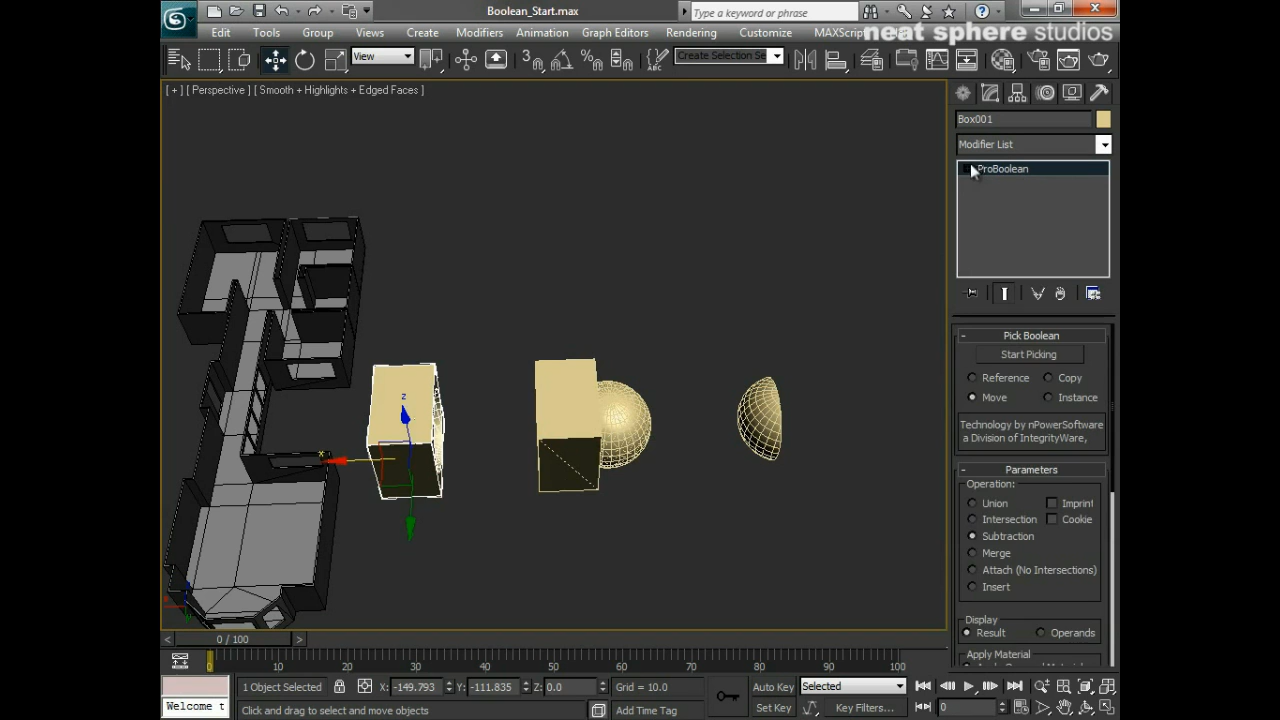 Boolean_Start.max
Type a keyword or phrase
Edit Tools Group Views Create Modifiers Animation Graph Editors Rendering Customize MAXScript
neat sphere studios
View
Create Selection Se
[ + ] [ Perspective ] [ Smooth + Highlights + Edged Faces ]
Box001
Modifier List
ProBoolean
Pick Boolean
Start Picking
Reference Copy
Move Instance
Technology by nPowerSoftware
a Division of IntegrityWare,
Parameters
Operation:
Union Imprint
Intersection Cookie
Subtraction
Merge
Attach (No Intersections)
Insert
Display
Result Operands
Apply Material
z
x
0 / 100
0 10 20 30 40 50 60 70 80 90 100
1 Object Selected X: -149.793 Y: -111.835 Z: 0.0 Grid = 10.0 Auto Key Selected
Welcome t Click and drag to select and move objects Add Time Tag Set Key Key Filters... 0